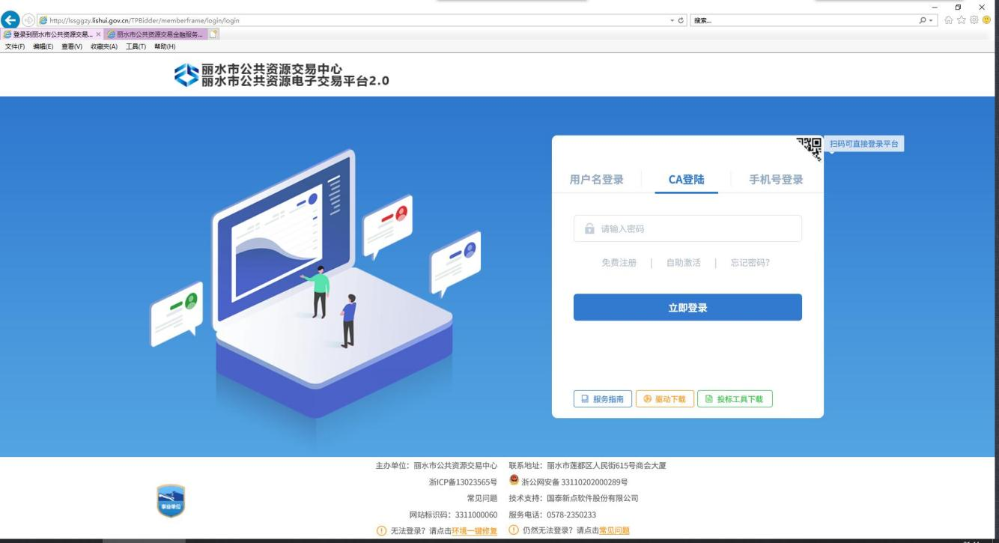 http://lssggzy.lishui.gov.cn/TPBidder/memberframe/login/login
搜索...
登录到丽水市公共资源交易...
丽水市公共资源交易金融服务...
文件(F) 编辑(E) 查看(V) 收藏夹(A) 工具(T) 帮助(H)
丽水市公共资源交易中心
丽水市公共资源电子交易平台2.0
扫码可直接登录平台
用户名登录 CA登陆 手机号登录
请输入密码
免费注册 | 自助激活 | 忘记密码?
立即登录
服务指南 驱动下载 投标工具下载
主办单位：丽水市公共资源交易中心 联系地址：丽水市莲都区人民街615号商会大厦
浙ICP备13023565号 浙公网安备 33110202000289号
常见问题 技术支持：国泰新点软件股份有限公司
网站标识码：3311000060 服务电话：0578-2350233
无法登录？请点击环境一键修复 仍然无法登录？请点击常见问题
事业单位